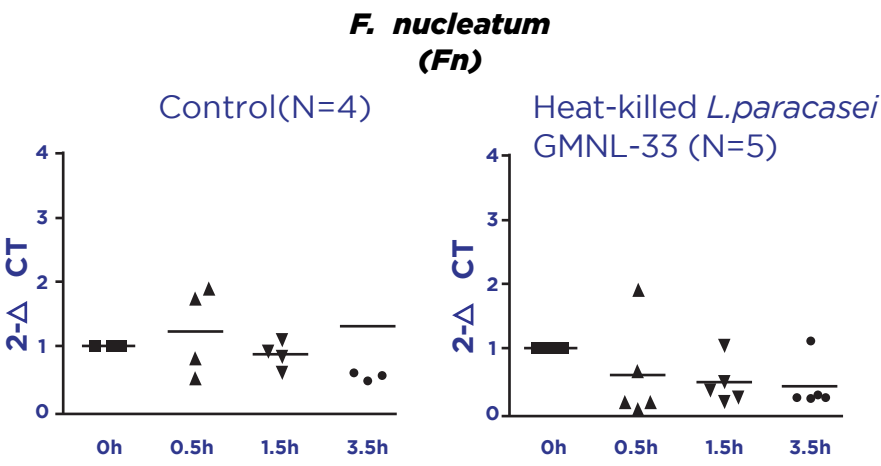 F. nucleatum
(Fn)
Control(N=4)
4
3
2
1
0
2-Δ CT
0h 0.5h 1.5h 3.5h
Heat-killed L.paracasei
GMNL-33 (N=5)
4
3
2
1
0
2-Δ CT
0h 0.5h 1.5h 3.5h